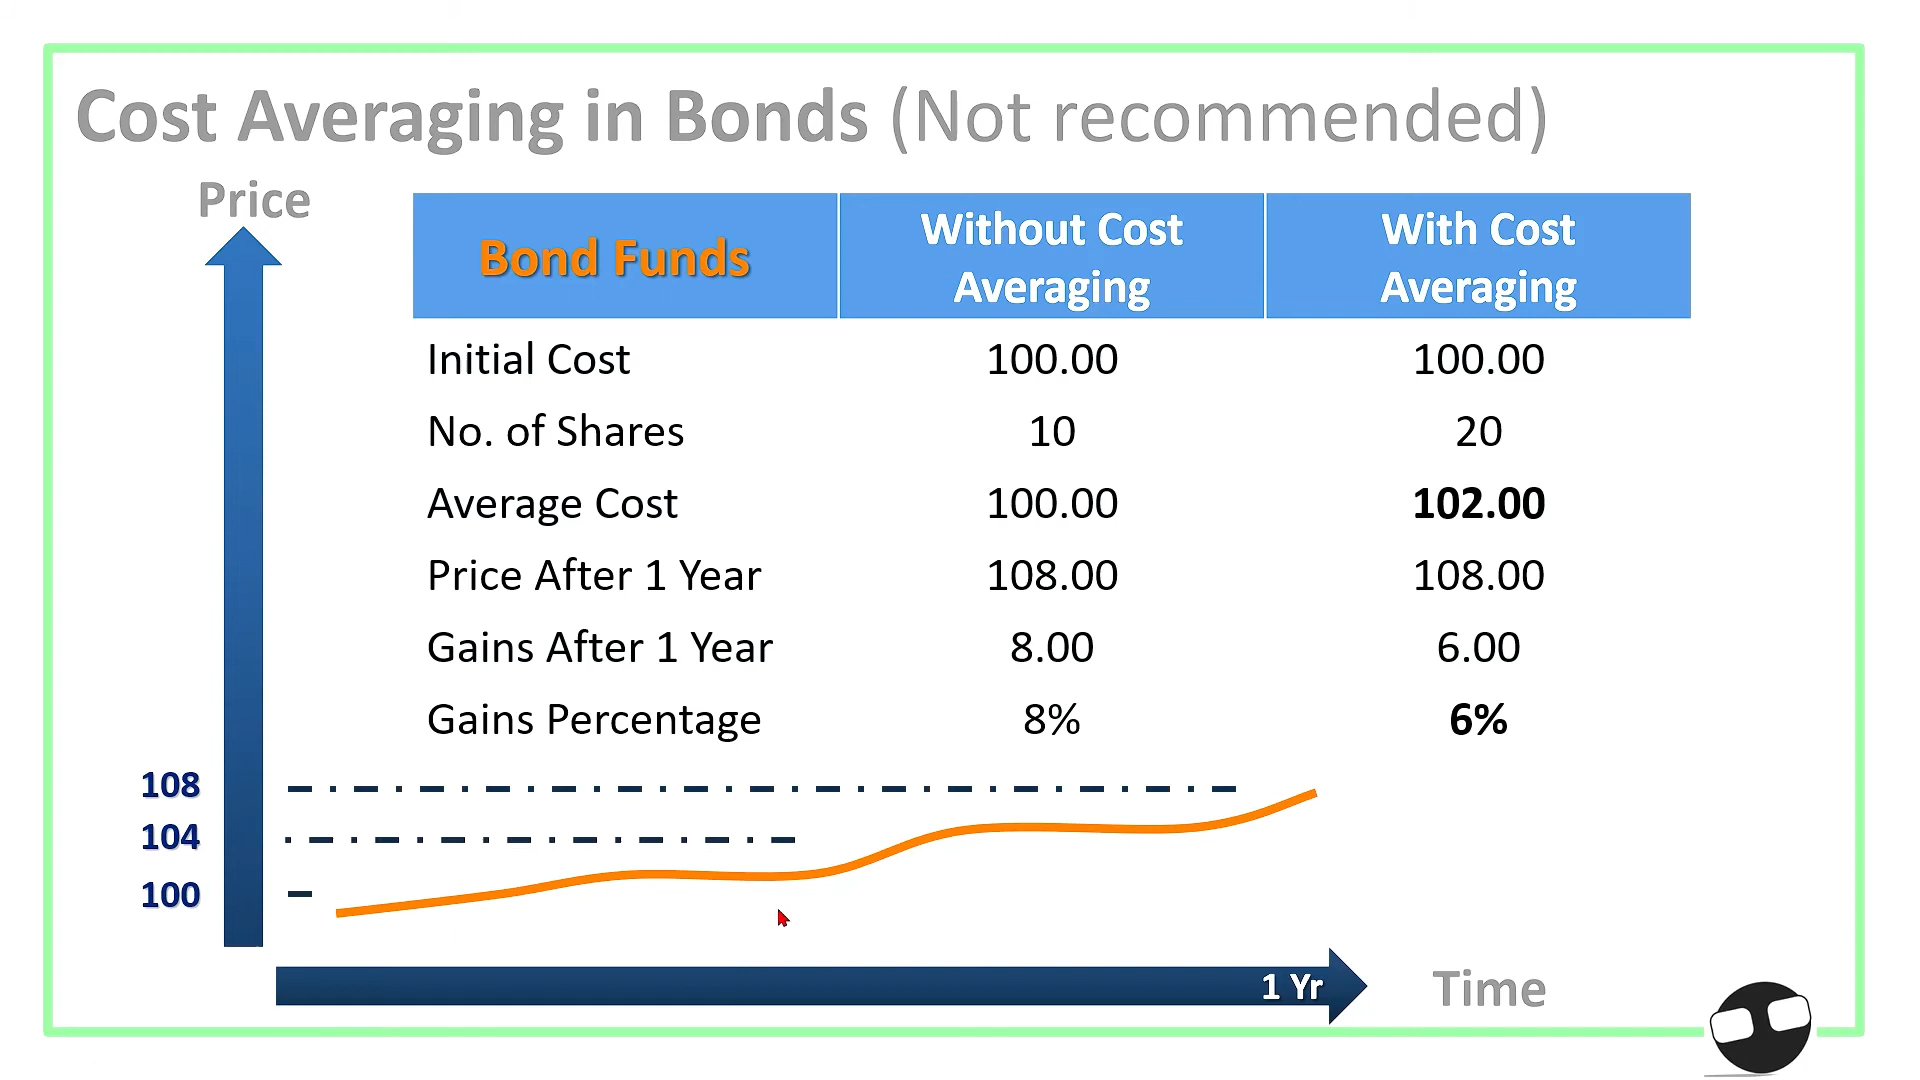 Cost Averaging in Bonds (Not recommended)
Price
Bond Funds
Without Cost
Averaging
With Cost
Averaging
Initial Cost 100.00 100.00
No. of Shares 10 20
Average Cost 100.00 102.00
Price After 1 Year 108.00 108.00
Gains After 1 Year 8.00 6.00
Gains Percentage 8% 6%
108
104
100
1 Yr
Time